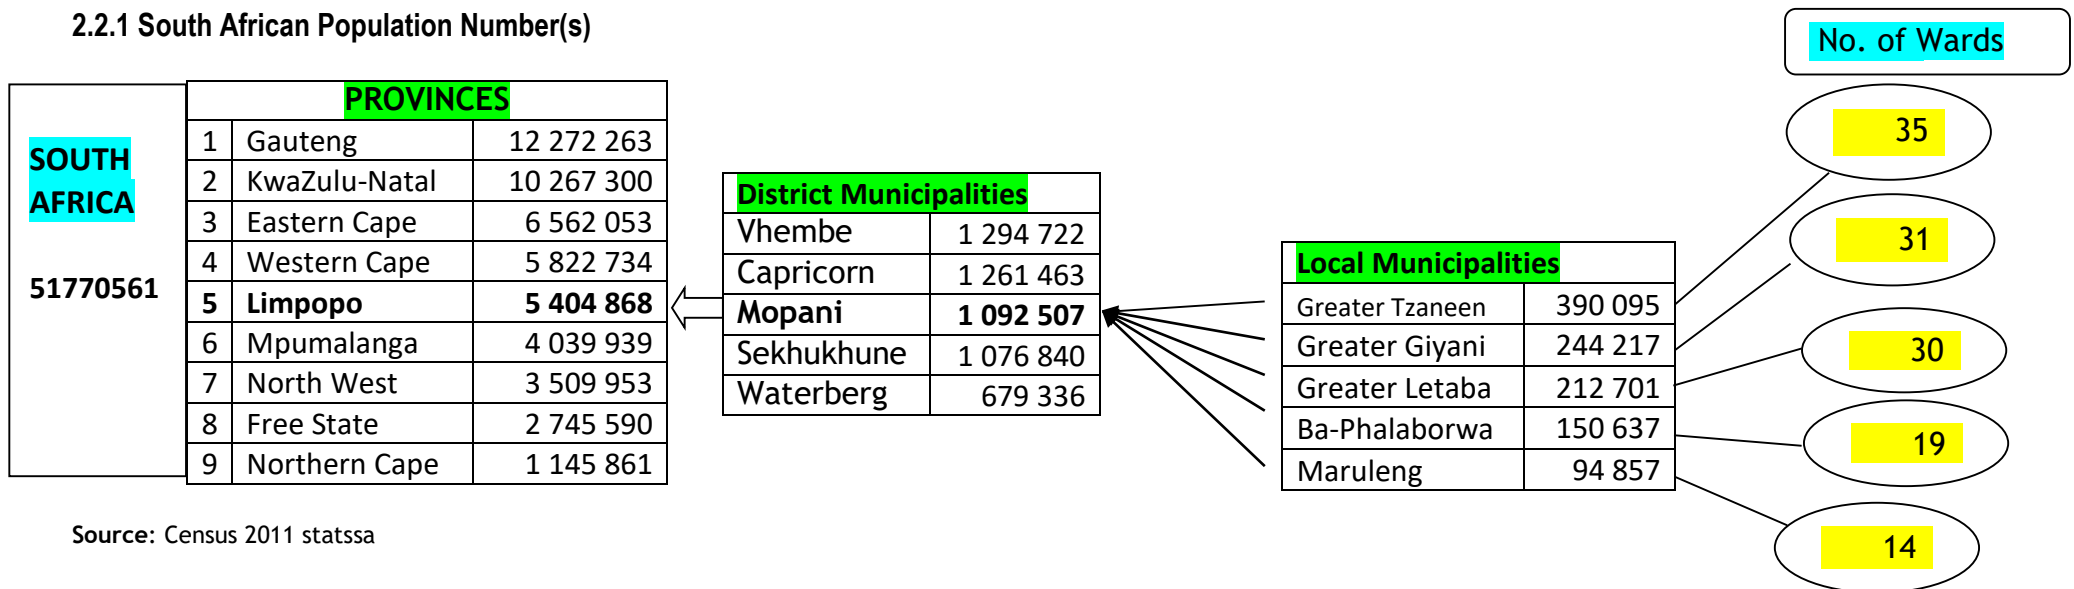 2.2.1 South African Population Number(s)
No. of Wards
SOUTH
AFRICA
51770561
PROVINCES
1 Gauteng 12 272 263
2 KwaZulu-Natal 10 267 300
3 Eastern Cape 6 562 053
4 Western Cape 5 822 734
5 Limpopo 5 404 868
6 Mpumalanga 4 039 939
7 North West 3 509 953
8 Free State 2 745 590
9 Northern Cape 1 145 861
District Municipalities
Vhembe 1 294 722
Capricorn 1 261 463
Mopani 1 092 507
Sekhukhune 1 076 840
Waterberg 679 336
Local Municipalities
Greater Tzaneen 390 095
Greater Giyani 244 217
Greater Letaba 212 701
Ba-Phalaborwa 150 637
Maruleng 94 857
35
31
30
19
14
Source: Census 2011 statssa